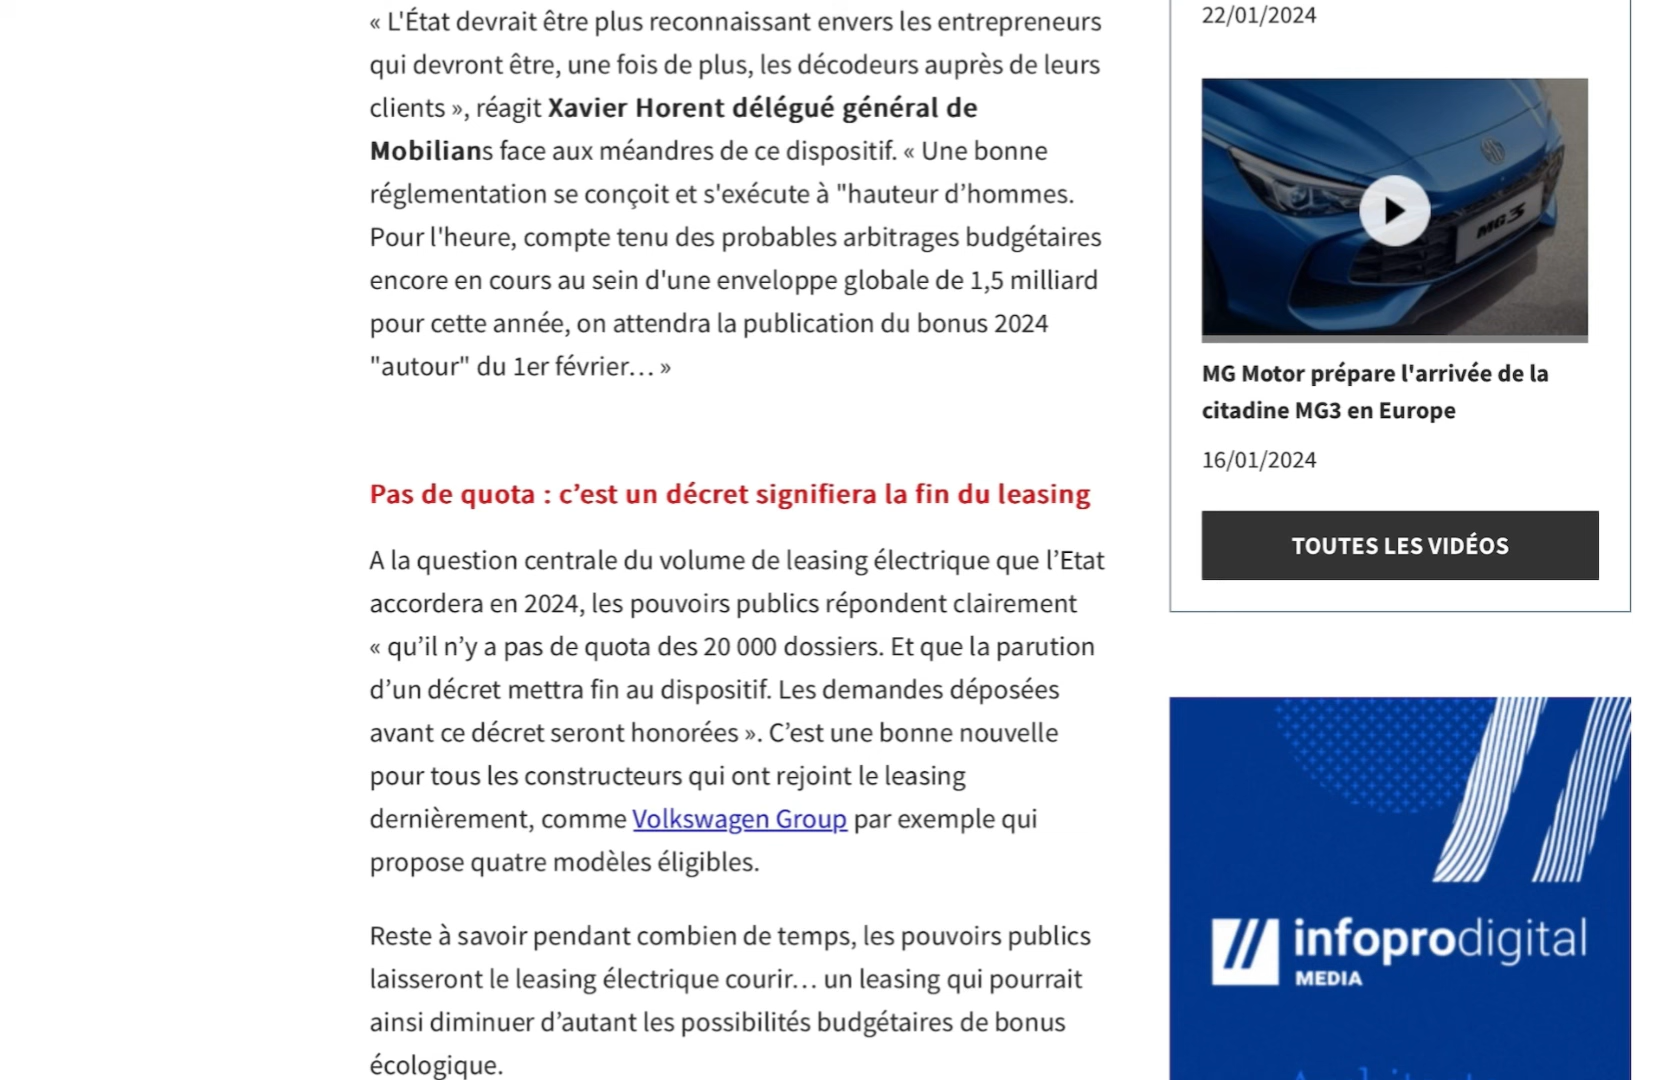 « L'État devrait être plus reconnaissant envers les entrepreneurs
qui devront être, une fois de plus, les décodeurs auprès de leurs
clients », réagit Xavier Horent délégué général de
Mobilians face aux méandres de ce dispositif. « Une bonne
réglementation se conçoit et s'exécute à "hauteur d’hommes.
Pour l'heure, compte tenu des probables arbitrages budgétaires
encore en cours au sein d'une enveloppe globale de 1,5 milliard
pour cette année, on attendra la publication du bonus 2024
"autour" du 1er février… »
Pas de quota : c’est un décret signifiera la fin du leasing
A la question centrale du volume de leasing électrique que l’Etat
accordera en 2024, les pouvoirs publics répondent clairement
« qu’il n’y a pas de quota des 20 000 dossiers. Et que la parution
d’un décret mettra fin au dispositif. Les demandes déposées
avant ce décret seront honorées ». C’est une bonne nouvelle
pour tous les constructeurs qui ont rejoint le leasing
dernièrement, comme Volkswagen Group par exemple qui
propose quatre modèles éligibles.
Reste à savoir pendant combien de temps, les pouvoirs publics
laisseront le leasing électrique courir… un leasing qui pourrait
ainsi diminuer d’autant les possibilités budgétaires de bonus
écologique.
22/01/2024
MG3
MG Motor prépare l'arrivée de la
citadine MG3 en Europe
16/01/2024
TOUTES LES VIDÉOS
infoprodigital
MEDIA